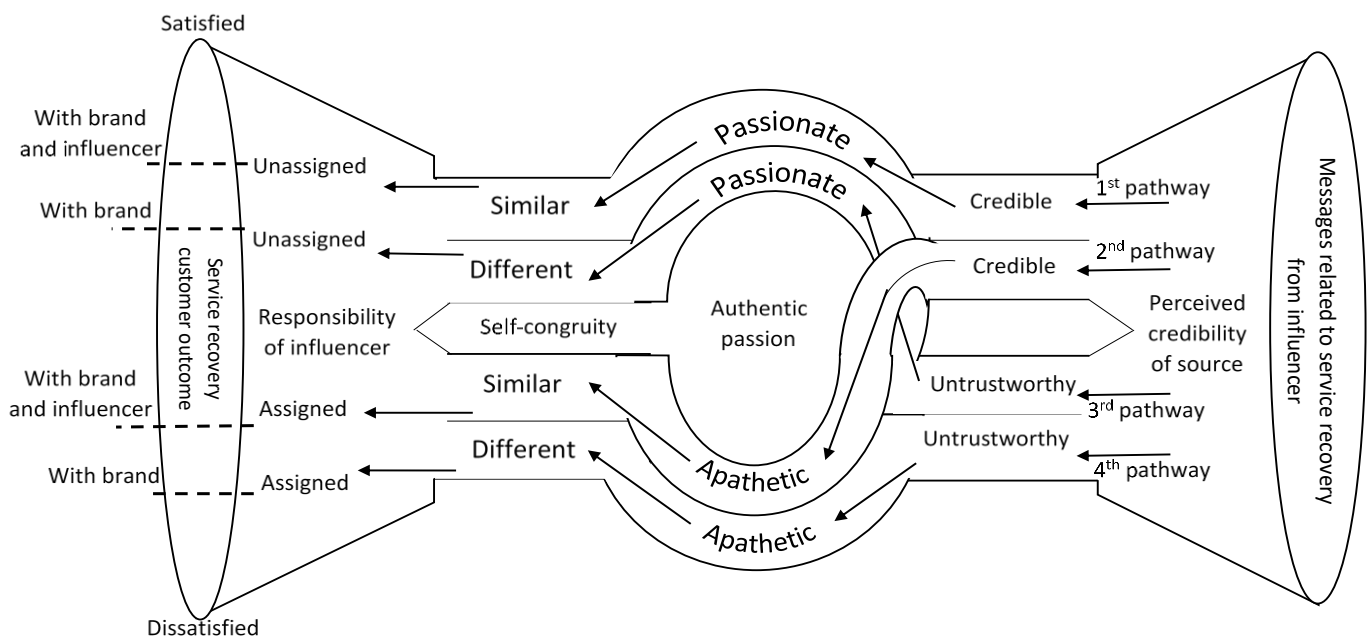 Satisfied
With brand
and influencer
Unassigned
With brand
Unassigned
Service recovery
customer outcome
Responsibility
of influencer
With brand
and influencer
Assigned
With brand
Assigned
Dissatisfied
Similar
Different
Self-congruity
Similar
Different
Passionate
Passionate
Authentic
passion
Apathetic
Apathetic
Credible
Credible
Untrustworthy
Untrustworthy
1st pathway
2nd pathway
Perceived
credibility
of source
3rd pathway
4th pathway
Messages related to service recovery
from influencer